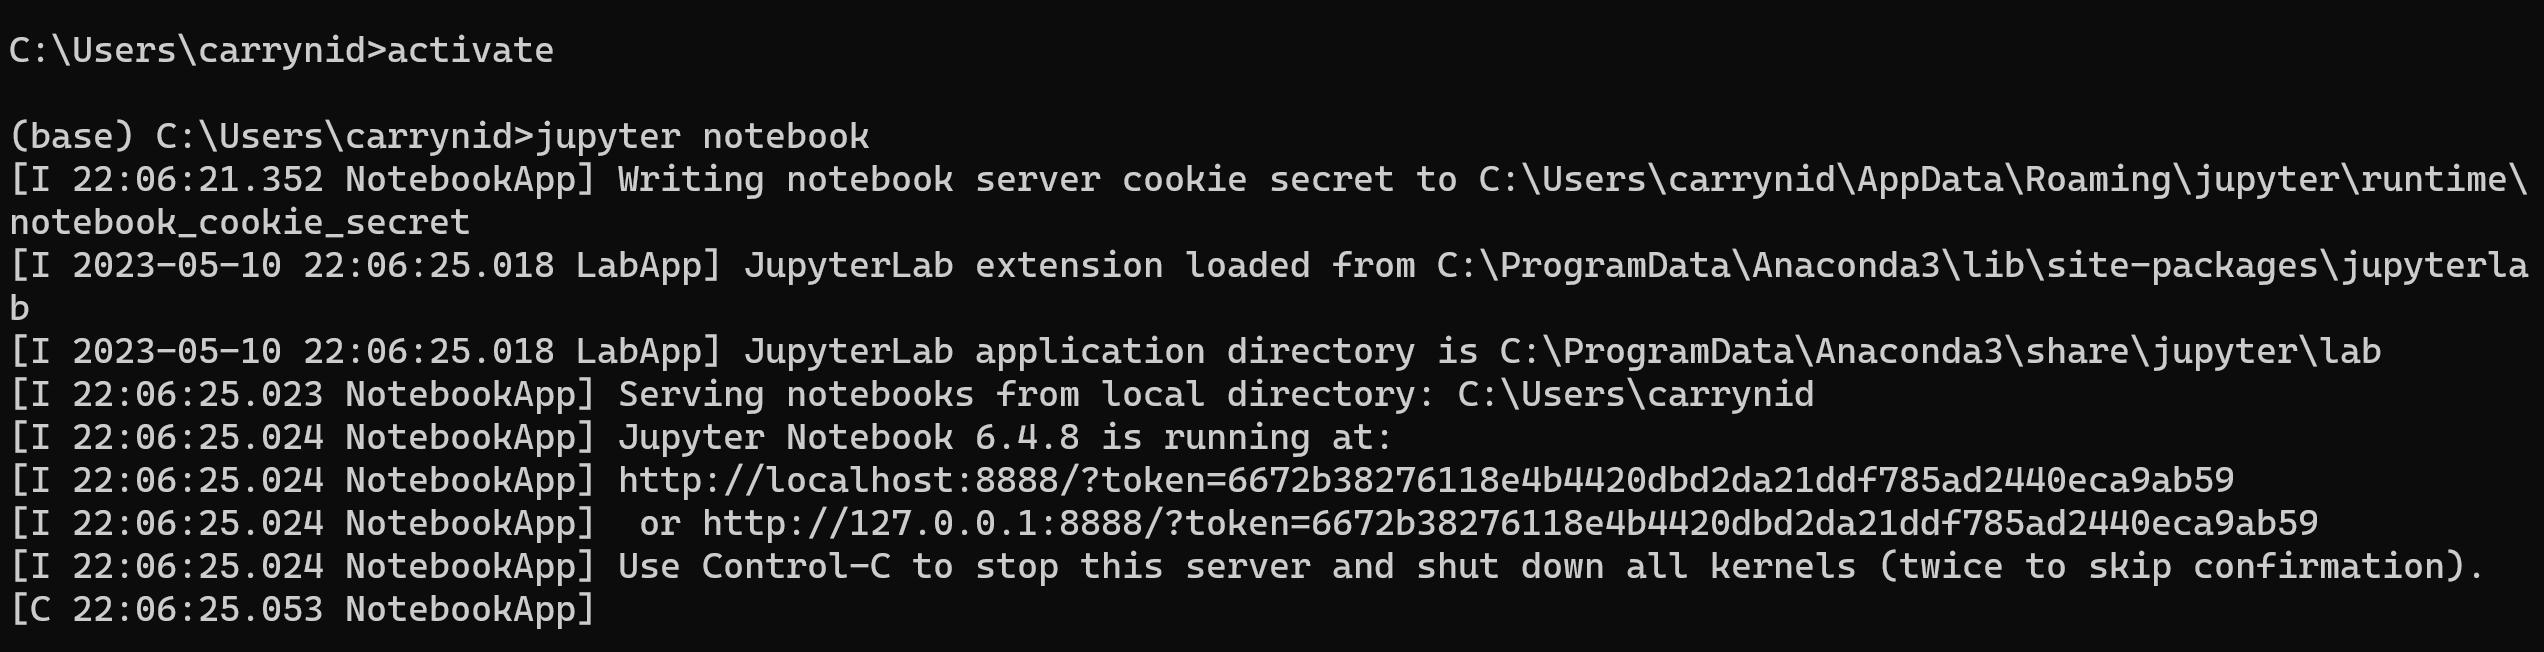 C:\Users\carrynid>activate
(base) C:\Users\carrynid>jupyter notebook
[I 22:06:21.352 NotebookApp] Writing notebook server cookie secret to C:\Users\carrynid\AppData\Roaming\jupyter\runtime\
notebook_cookie_secret
[I 2023-05-10 22:06:25.018 LabApp] JupyterLab extension loaded from C:\ProgramData\Anaconda3\lib\site-packages\jupyterla
b
[I 2023-05-10 22:06:25.018 LabApp] JupyterLab application directory is C:\ProgramData\Anaconda3\share\jupyter\lab
[I 22:06:25.023 NotebookApp] Serving notebooks from local directory: C:\Users\carrynid
[I 22:06:25.024 NotebookApp] Jupyter Notebook 6.4.8 is running at:
[I 22:06:25.024 NotebookApp] http://localhost:8888/?token=6672b38276118e4b4420dbd2da21ddf785ad2440eca9ab59
[I 22:06:25.024 NotebookApp]  or http://127.0.0.1:8888/?token=6672b38276118e4b4420dbd2da21ddf785ad2440eca9ab59
[I 22:06:25.024 NotebookApp] Use Control-C to stop this server and shut down all kernels (twice to skip confirmation).
[C 22:06:25.053 NotebookApp]